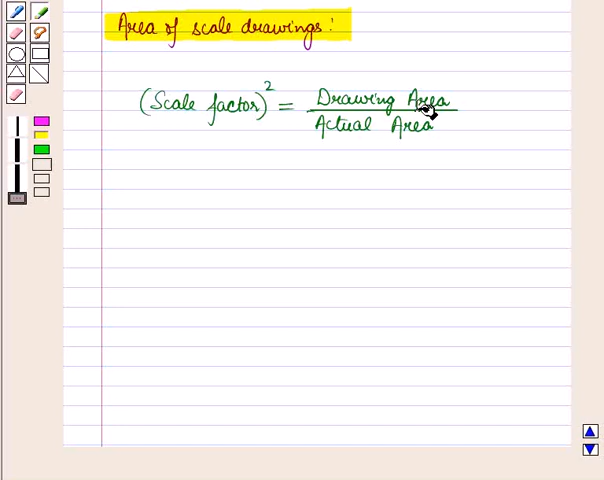 Area of scale drawings :
(Scale factor)² = Drawing Area
Actual Area